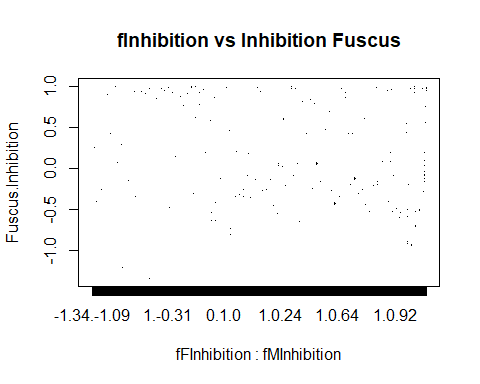 fInhibition vs Inhibition Fuscus
Fuscus.Inhibition
1.0
0.5
0.0
-0.5
-1.0
-1.34.-1.09 1.-0.31 0.1.0 1.0.24 1.0.64 1.0.92
fFInhibition : fMInhibition